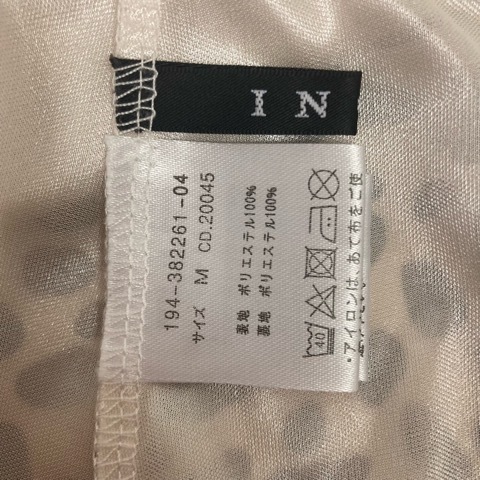 I N
194-382261-04
サイズ M CD.20045
表地 ポリエステル100%
裏地 ポリエステル100%
40
・アイロンは、あて布をご使